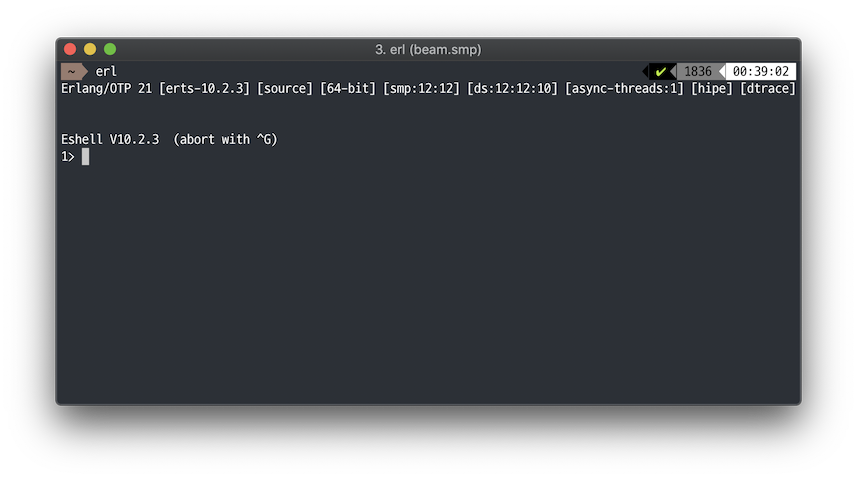 3. erl (beam.smp)
~ erl ✔ 1836 00:39:02
Erlang/OTP 21 [erts-10.2.3] [source] [64-bit] [smp:12:12] [ds:12:12:10] [async-threads:1] [hipe] [dtrace]
Eshell V10.2.3  (abort with ^G)
1>